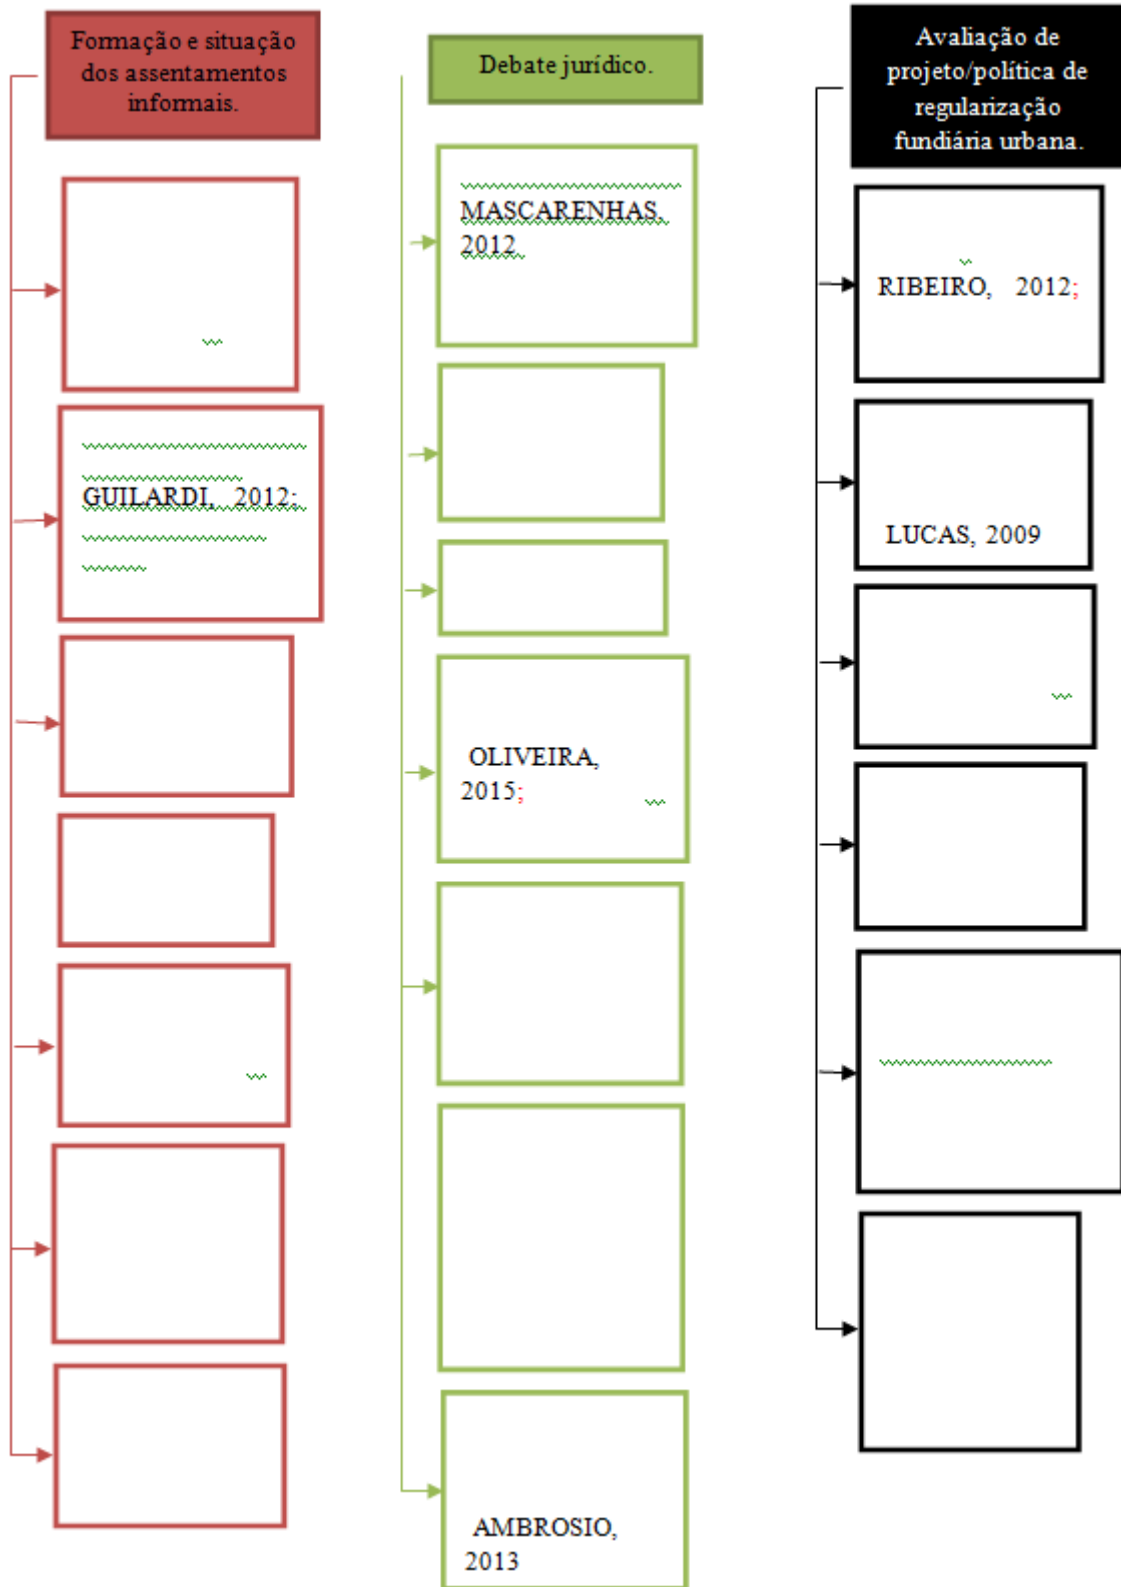 Formação e situação
dos assentamentos
informais.
GUILARDI, 2012;
Debate jurídico.
MASCARENHAS,
2012
OLIVEIRA,
2015;
AMBROSIO,
2013
Avaliação de
projeto/política de
regularização
fundiária urbana.
RIBEIRO, 2012;
LUCAS, 2009